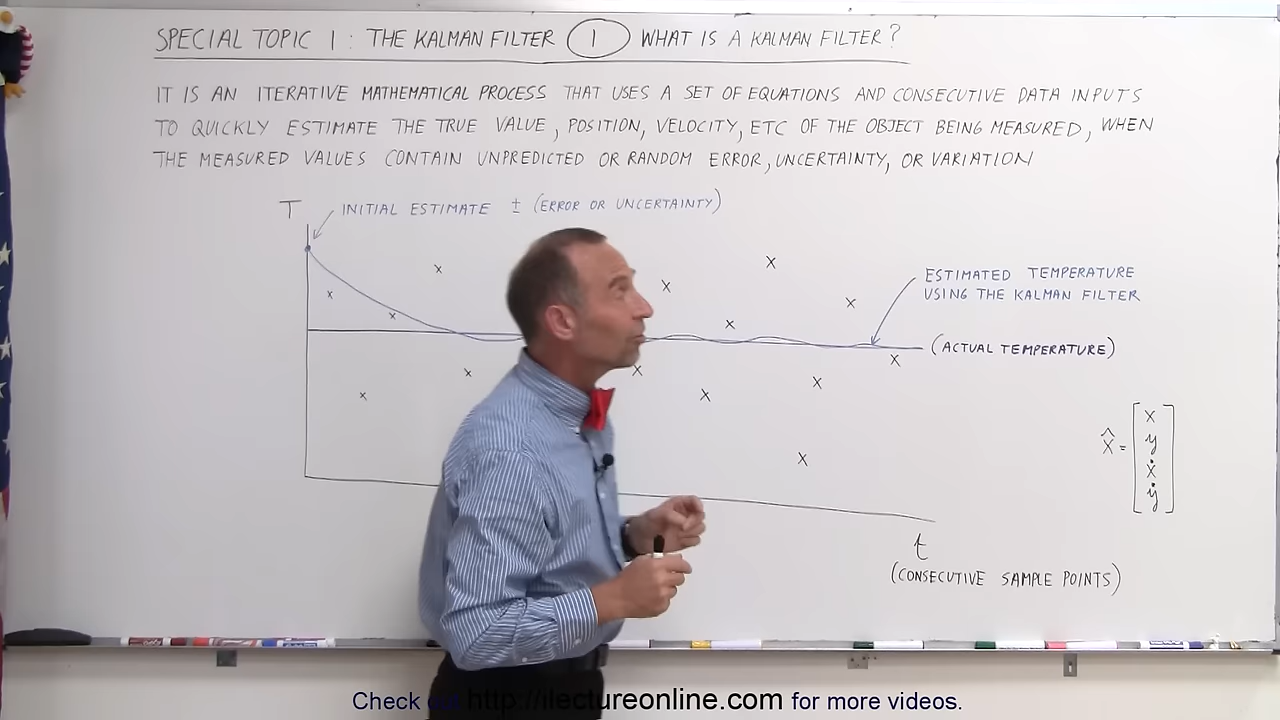 SPECIAL TOPIC 1 : THE KALMAN FILTER 1 WHAT IS A KALMAN FILTER?
IT IS AN ITERATIVE MATHEMATICAL PROCESS THAT USES A SET OF EQUATIONS AND CONSECUTIVE DATA INPUTS
TO QUICKLY ESTIMATE THE TRUE VALUE, POSITION, VELOCITY, ETC OF THE OBJECT BEING MEASURED, WHEN
THE MEASURED VALUES CONTAIN UNPREDICTED OR RANDOM ERROR, UNCERTAINTY, OR VARIATION
T
INITIAL ESTIMATE ± (ERROR OR UNCERTAINTY)
ESTIMATED TEMPERATURE
USING THE KALMAN FILTER
(ACTUAL TEMPERATURE)
X̂ = [X
y
Ẋ
ẏ]
t
(CONSECUTIVE SAMPLE POINTS)
Check out http://ilectureonline.com for more videos.